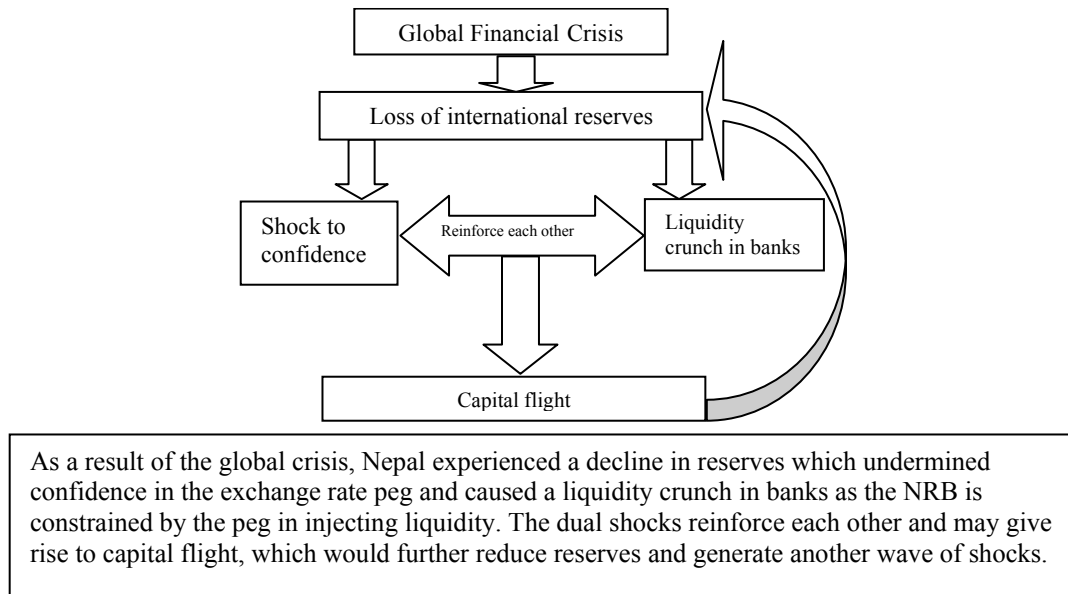 Global Financial Crisis
Loss of international reserves
Shock to
confidence
Reinforce each other
Liquidity
crunch in banks
Capital flight
As a result of the global crisis, Nepal experienced a decline in reserves which undermined
confidence in the exchange rate peg and caused a liquidity crunch in banks as the NRB is
constrained by the peg in injecting liquidity. The dual shocks reinforce each other and may give
rise to capital flight, which would further reduce reserves and generate another wave of shocks.